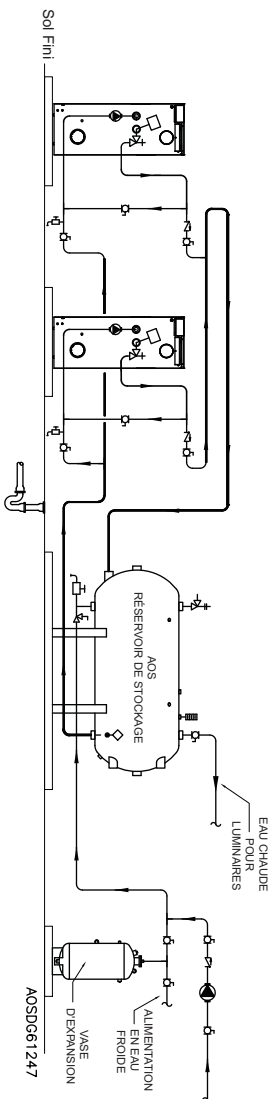 Sol Fini
AOS
RÉSERVOIR DE STOCKAGE
EAU CHAUDE
POUR
LUMINAIRES
ALIMENTATION
EN EAU
FROIDE
VASE
D'EXPANSION
AOSDG61247